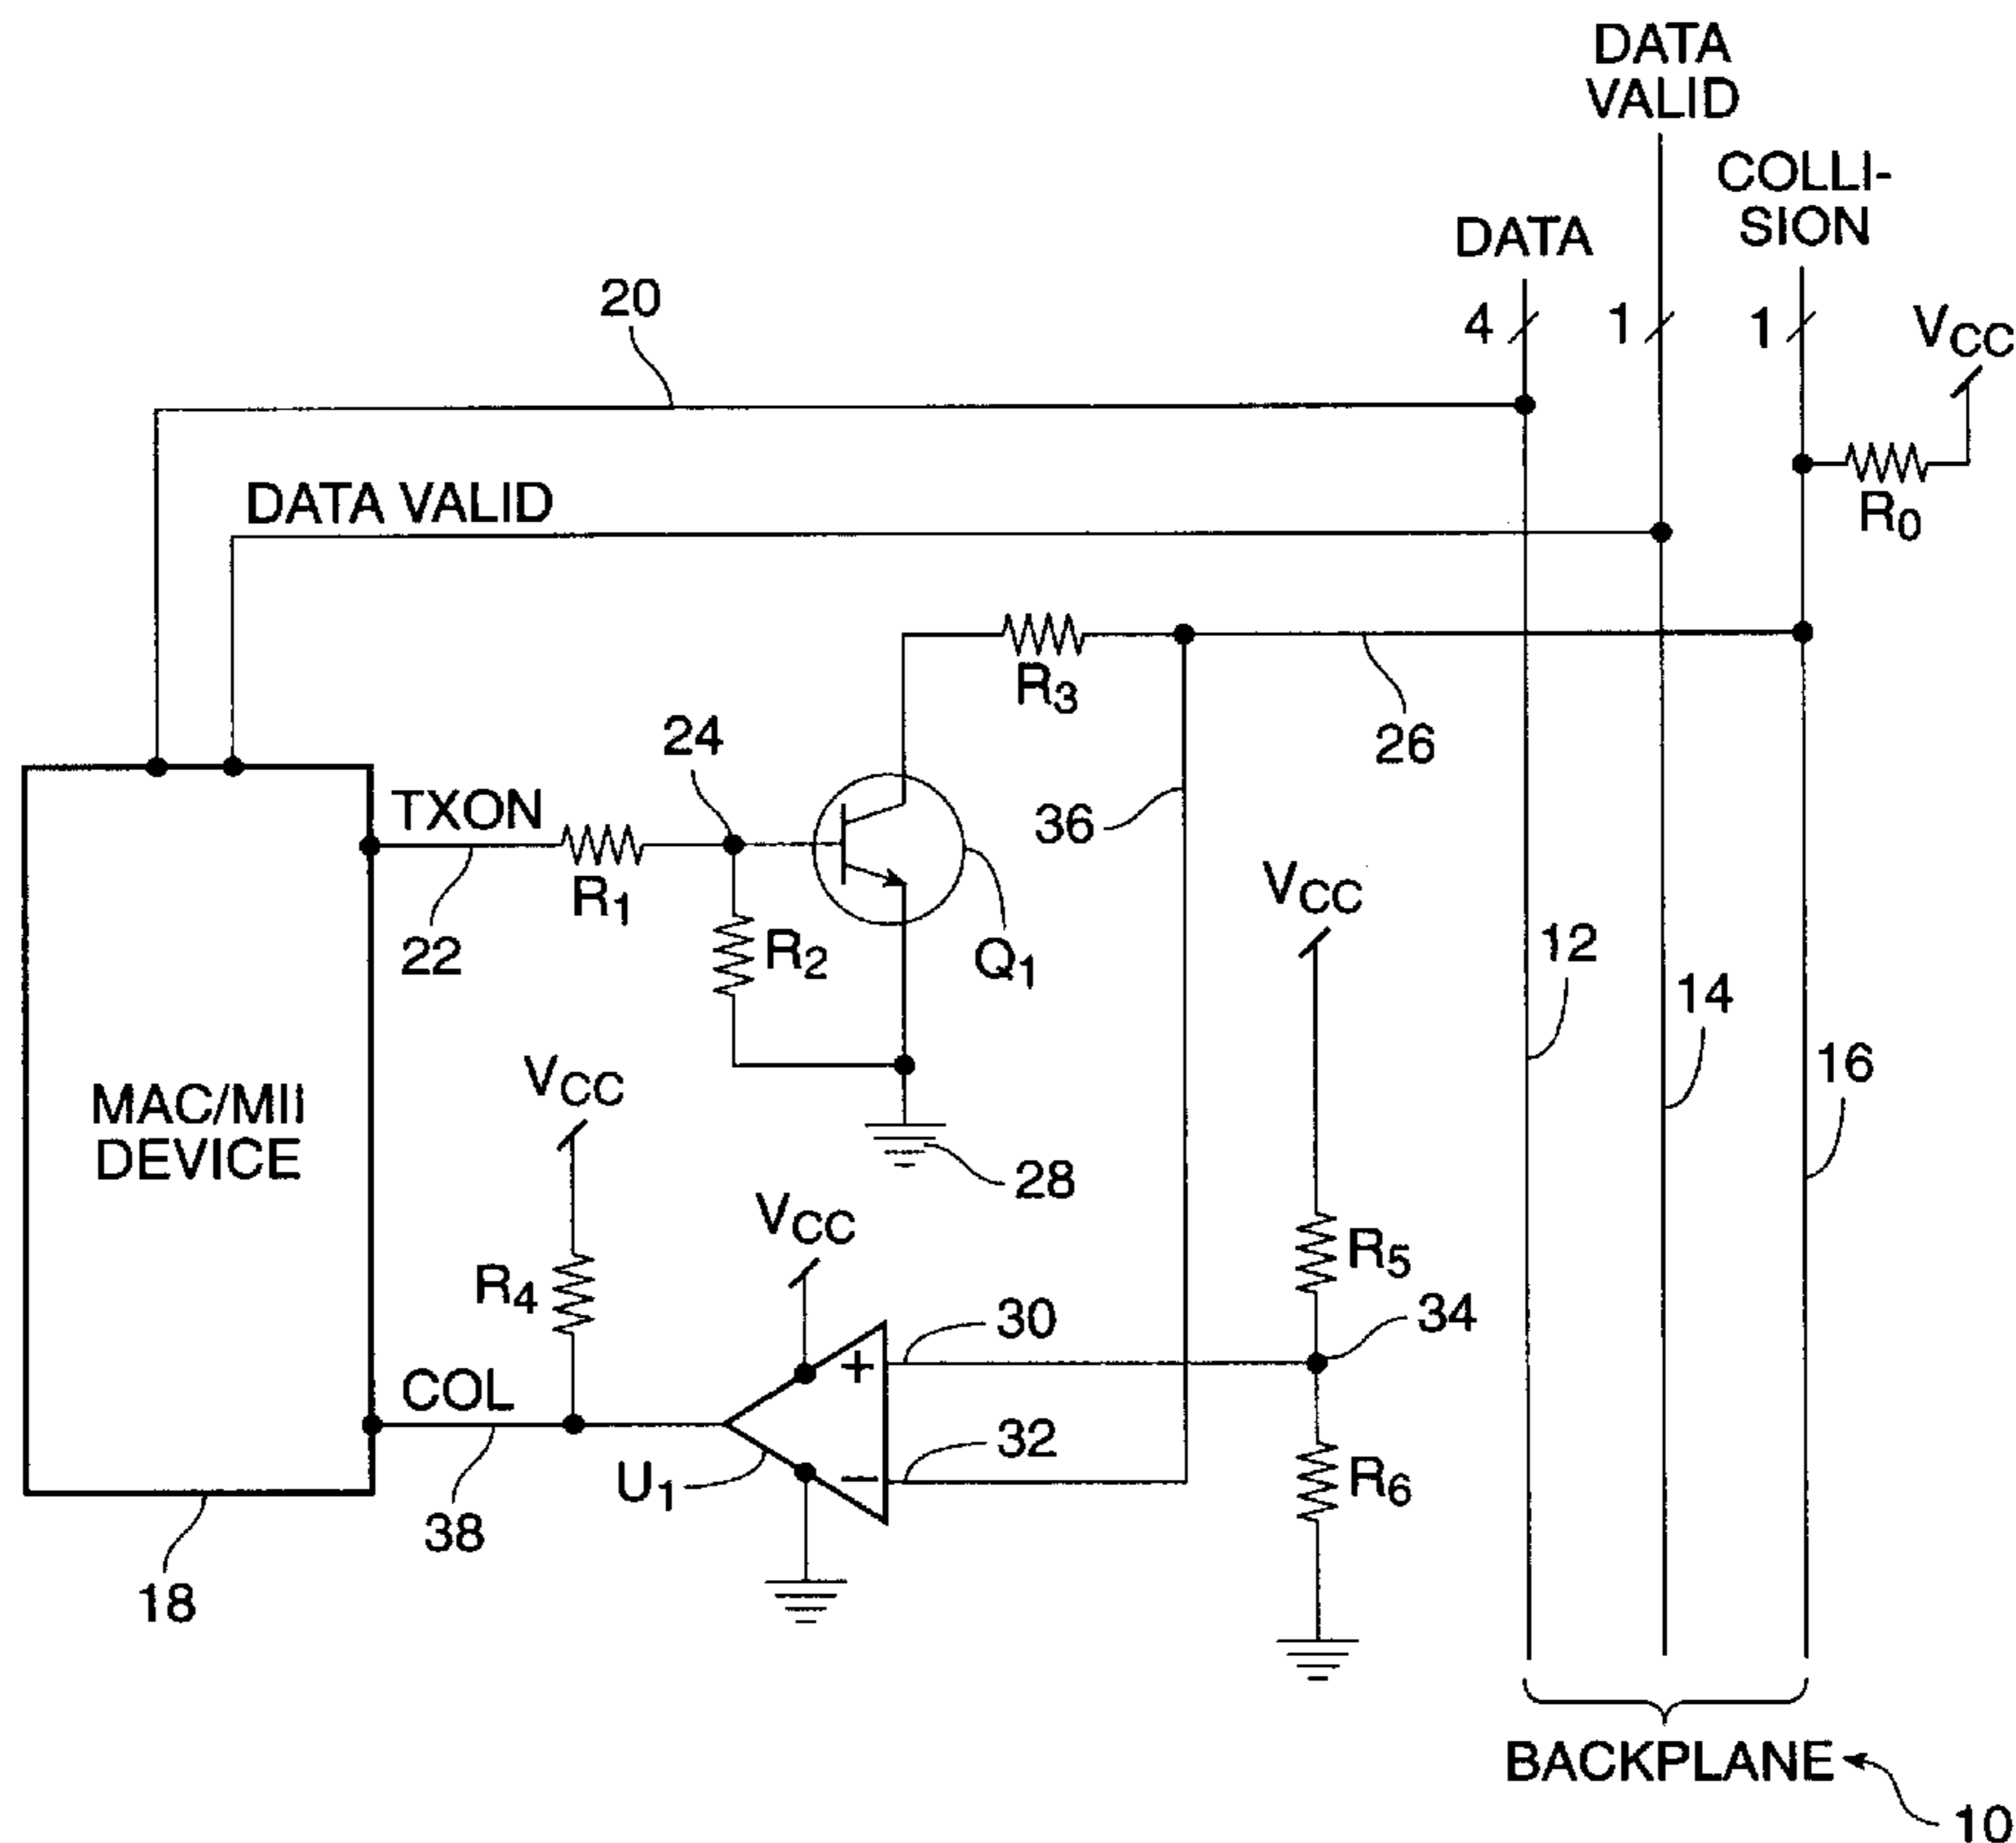 DATA
VALID
COLLI-
SION
DATA
4
1
1
VCC
20
R0
DATA VALID
R3
26
24
36
TXON
R1
22
R2
Q1
VCC
12
14
16
MAC/MII
DEVICE
VCC
28
VCC
R4
R5
30
34
COL
32
U1
R6
38
18
BACKPLANE
10